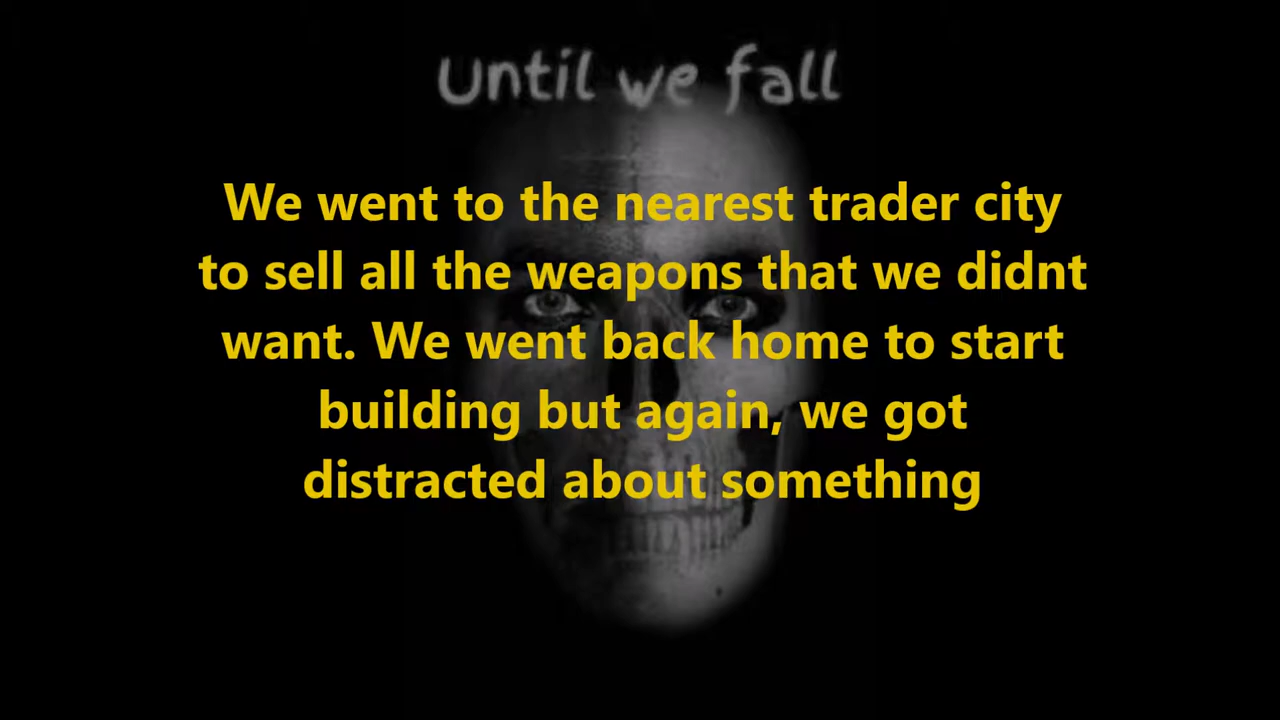 Until we fall
We went to the nearest trader city
to sell all the weapons that we didnt
want. We went back home to start
building but again, we got
distracted about something